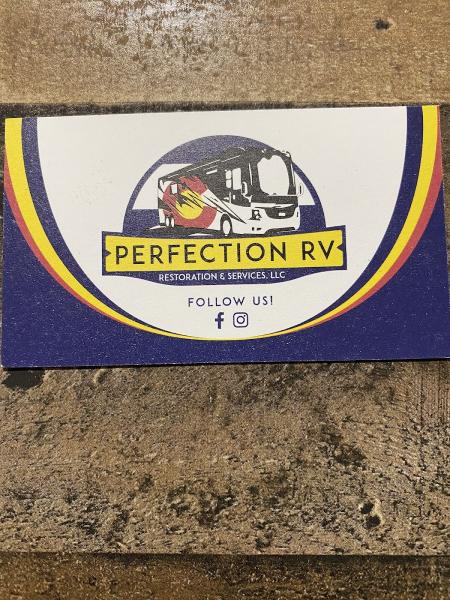 PERFECTION RV
RESTORATION & SERVICES, LLC
FOLLOW US!